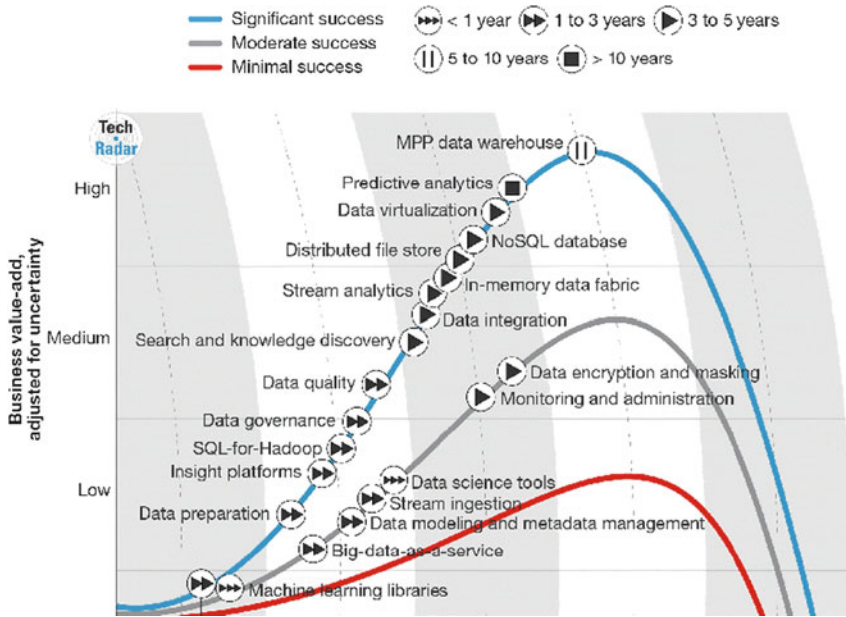 Significant success
Moderate success
Minimal success
< 1 year
1 to 3 years
3 to 5 years
5 to 10 years
> 10 years
Tech
Radar
MPP data warehouse
High
Predictive analytics
Data virtualization
NoSQL database
Distributed file store
In-memory data fabric
Stream analytics
Data integration
Business value-add,
adjusted for uncertainty
Medium
Search and knowledge discovery
Data encryption and masking
Data quality
Monitoring and administration
Data governance
SQL-for-Hadoop
Insight platforms
Data science tools
Low
Stream ingestion
Data preparation
Data modeling and metadata management
Big-data-as-a-service
Machine learning libraries